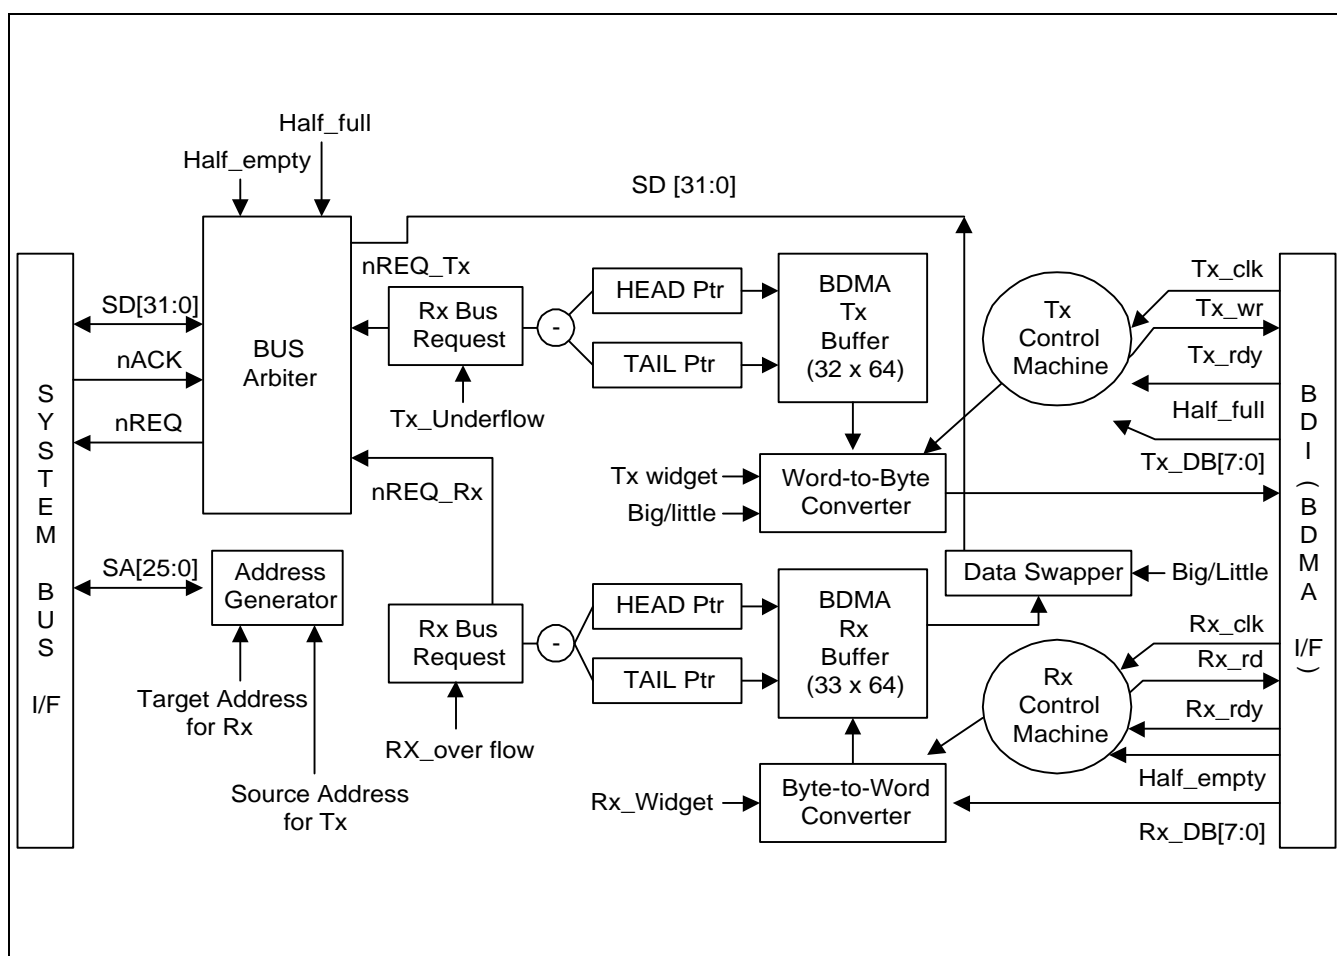 Half_full
Half_empty
SD [31:0]
nREQ_Tx
HEAD Ptr
TAIL Ptr
Rx Bus
Request
-
BDMA
Tx
Buffer
(32 x 64)
Tx
Control
Machine
Tx_clk
Tx_wr
Tx_rdy
Half_full
Tx_DB[7:0]
SD[31:0]
nACK
nREQ
BUS
Arbiter
Tx_Underflow
nREQ_Rx
Tx widget
Big/little
Word-to-Byte
Converter
SYSTEM BUS I/F
BDI (BDMA I/F)
SA[25:0]
Address
Generator
Target Address
for Rx
Source Address
for Tx
Rx Bus
Request
-
RX_over flow
HEAD Ptr
TAIL Ptr
BDMA
Rx
Buffer
(33 x 64)
Data Swapper
Big/Little
Rx
Control
Machine
Rx_clk
Rx_rd
Rx_rdy
Half_empty
Rx_DB[7:0]
Rx_Widget
Byte-to-Word
Converter